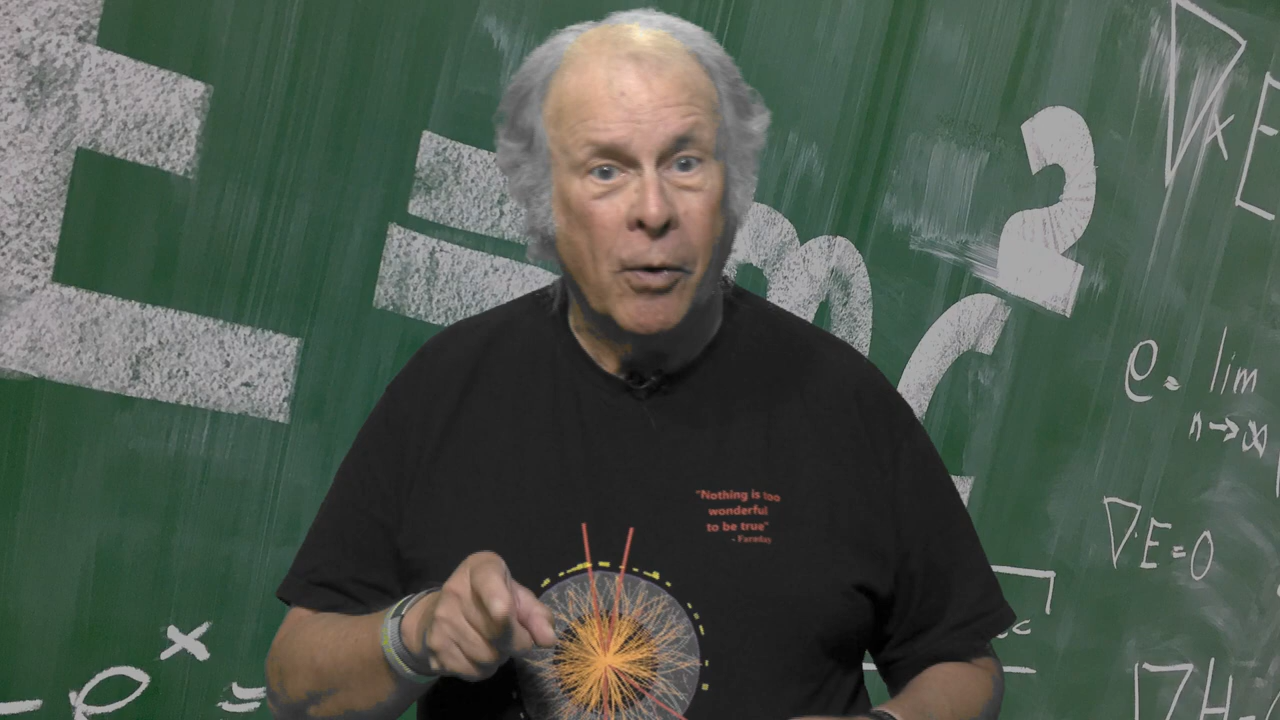 E = mc²
∇x E
e = lim
n→∞
"Nothing is too
wonderful
to be true"
- Faraday
∇·E=0
- e^x =
∇H=